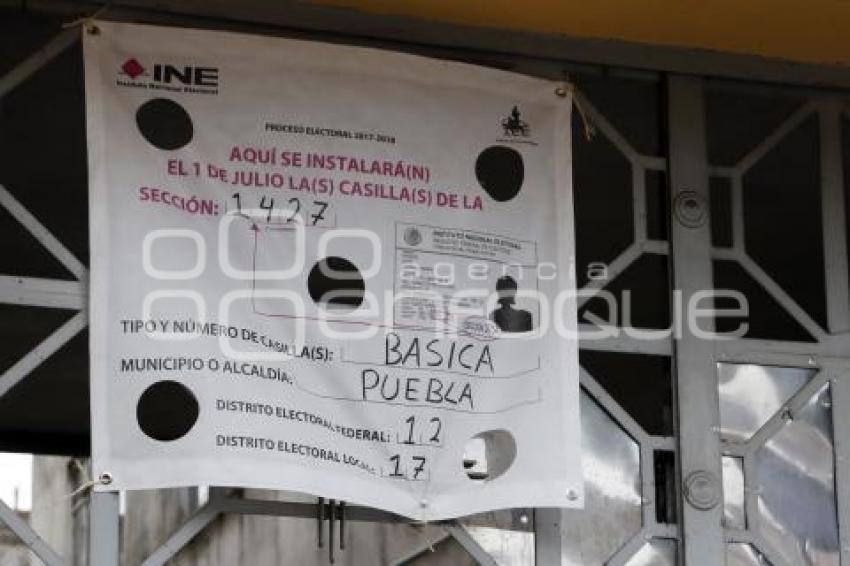 INE
Instituto Nacional Electoral
IEE
PROCESO ELECTORAL 2017-2018
AQUÍ SE INSTALARÁ(N)
EL 1 DE JULIO LA(S) CASILLA(S) DE LA
SECCIÓN: 1427
INSTITUTO NACIONAL ELECTORAL
agencia
enfoque
TIPO Y NÚMERO DE CASILLA(S): BASICA
MUNICIPIO O ALCALDÍA: PUEBLA
DISTRITO ELECTORAL FEDERAL: 12
DISTRITO ELECTORAL LOCAL: 17